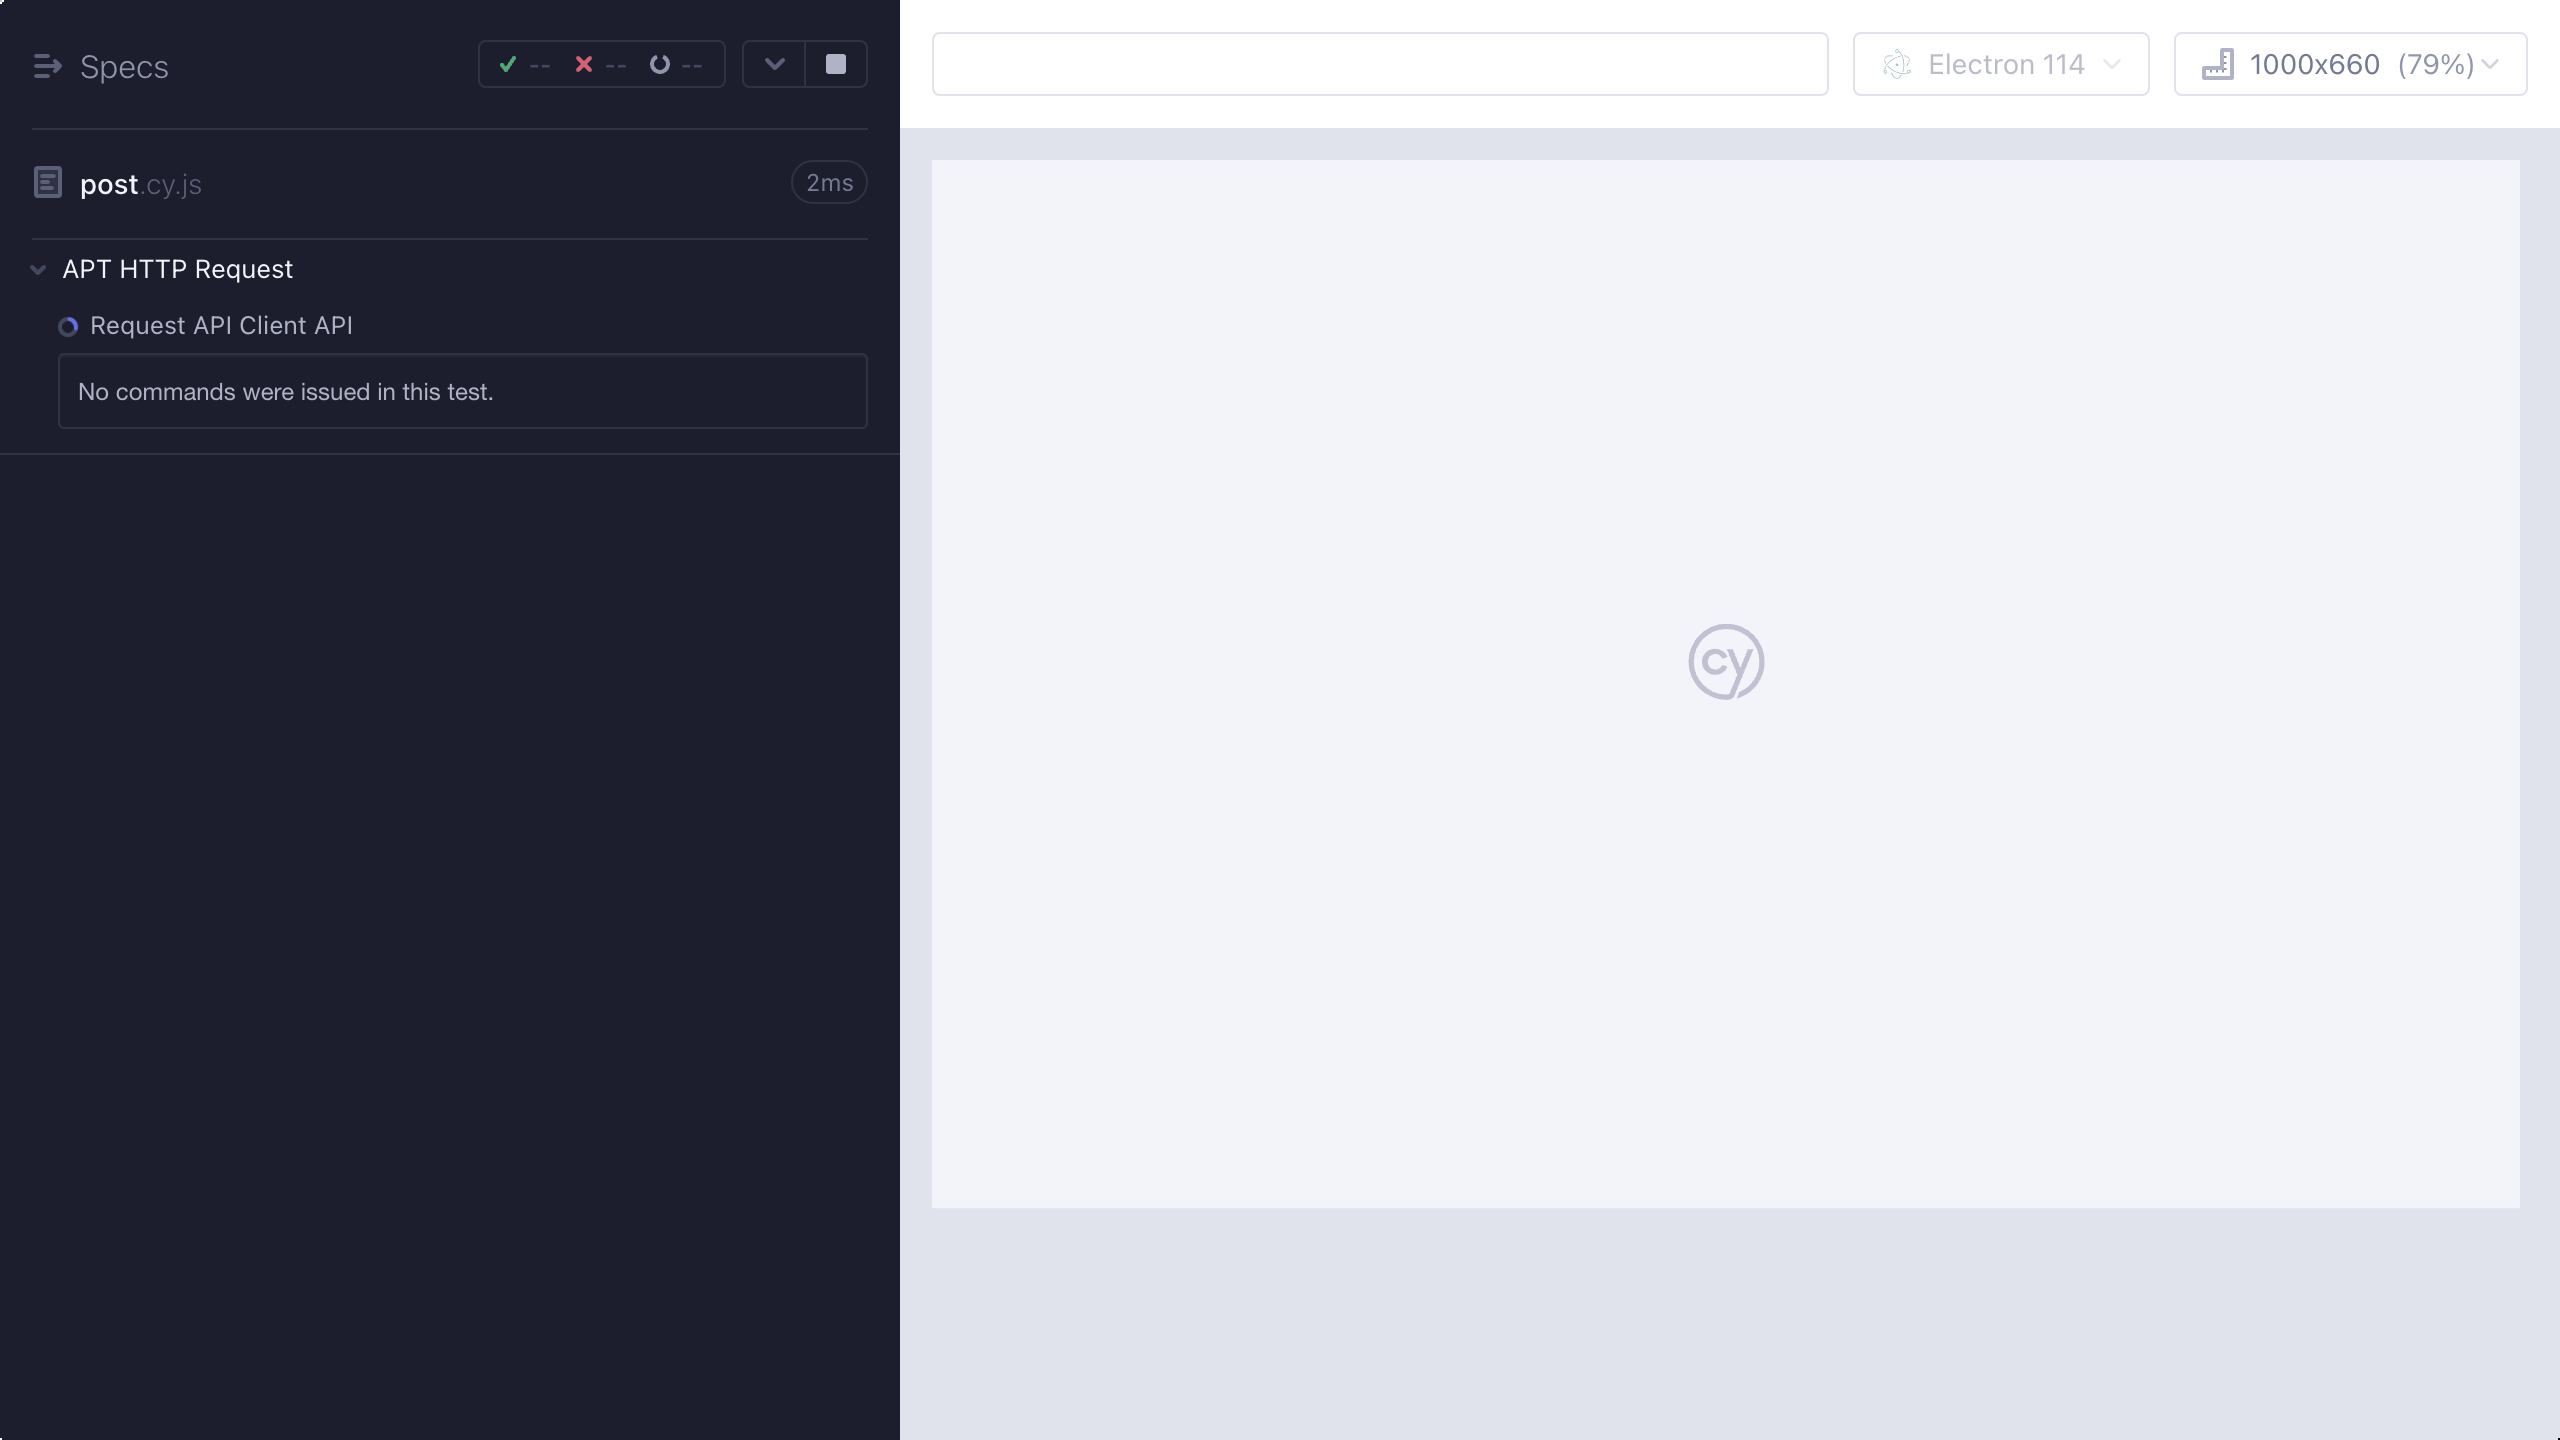 Specs
--
--
--
post.cy.js
2ms
APT HTTP Request
Request API Client API
No commands were issued in this test.
Electron 114
1000x660 (79%)
cy